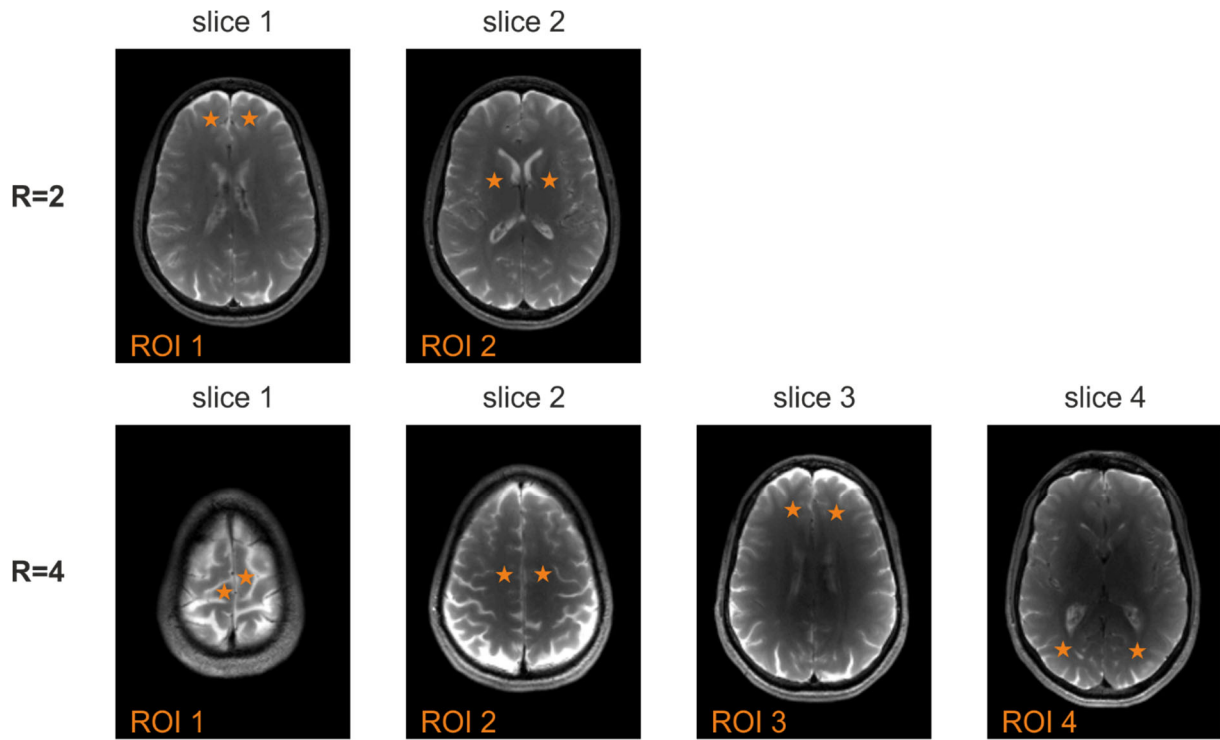 slice 1
slice 2
R=2
ROI 1
ROI 2
slice 1
slice 2
slice 3
slice 4
R=4
ROI 1
ROI 2
ROI 3
ROI 4